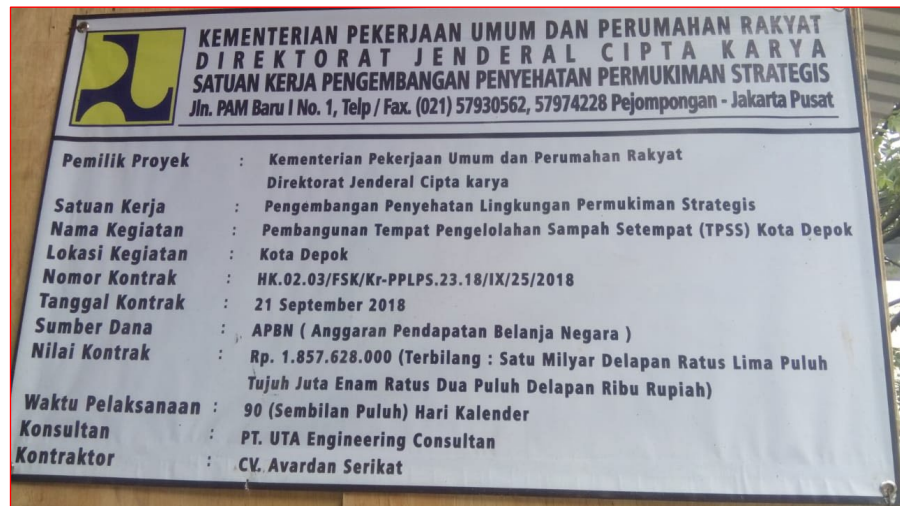 KEMENTERIAN PEKERJAAN UMUM DAN PERUMAHAN RAKYAT
DIREKTORAT JENDERAL CIPTA KARYA
SATUAN KERJA PENGEMBANGAN PENYEHATAN PERMUKIMAN STRATEGIS
Jln. PAM Baru I No. 1, Telp / Fax. (021) 57930562, 57974228 Pejompongan - Jakarta Pusat
Pemilik Proyek : Kementerian Pekerjaan Umum dan Perumahan Rakyat
Direktorat Jenderal Cipta karya
Satuan Kerja : Pengembangan Penyehatan Lingkungan Permukiman Strategis
Nama Kegiatan : Pembangunan Tempat Pengelolahan Sampah Setempat (TPSS) Kota Depok
Lokasi Kegiatan : Kota Depok
Nomor Kontrak : HK.02.03/FSK/Kr-PPLPS.23.18/IX/25/2018
Tanggal Kontrak : 21 September 2018
Sumber Dana : APBN ( Anggaran Pendapatan Belanja Negara )
Nilai Kontrak : Rp. 1.857.628.000 (Terbilang : Satu Milyar Delapan Ratus Lima Puluh
Tujuh Juta Enam Ratus Dua Puluh Delapan Ribu Rupiah)
Waktu Pelaksanaan : 90 (Sembilan Puluh) Hari Kalender
Konsultan : PT. UTA Engineering Consultan
Kontraktor : CV. Avardan Serikat